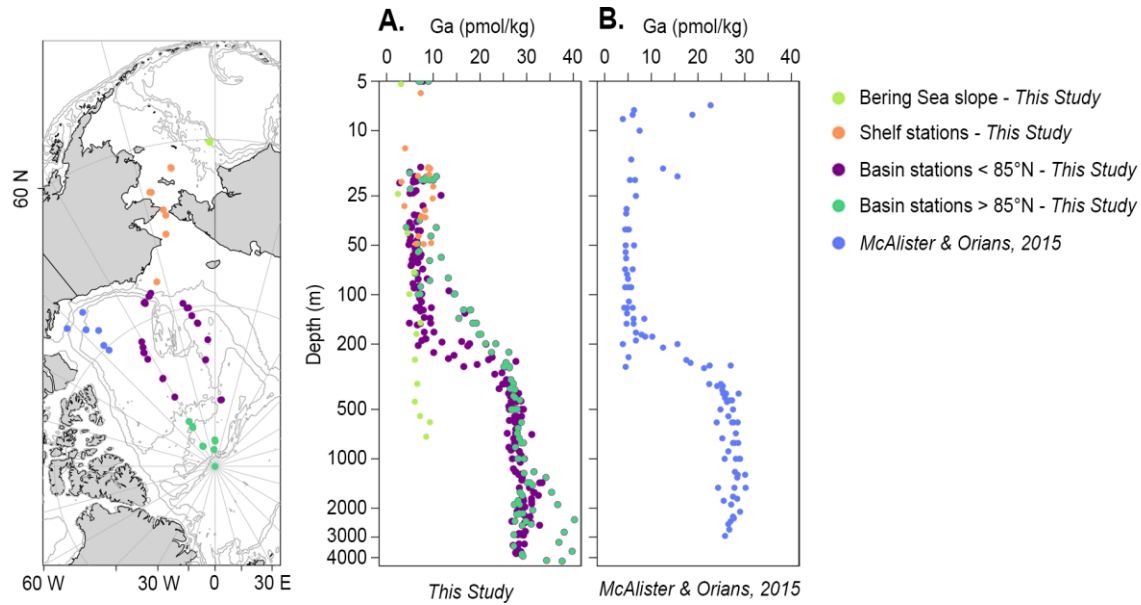 A.
Ga (pmol/kg)
0 10 20 30 40
B.
Ga (pmol/kg)
0 10 20 30 40
5
10
25
50
100
200
500
1000
2000
3000
4000
Depth (m)
This Study
McAlister & Orians, 2015
60 N
60 W
30 W
0
30 E
Bering Sea slope - This Study
Shelf stations - This Study
Basin stations < 85°N - This Study
Basin stations > 85°N - This Study
McAlister & Orians, 2015